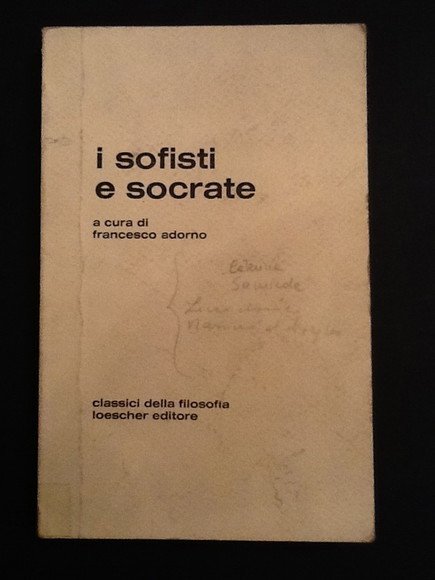 i sofisti
e socrate
a cura di
francesco adorno
classici della filosofia
loescher editore